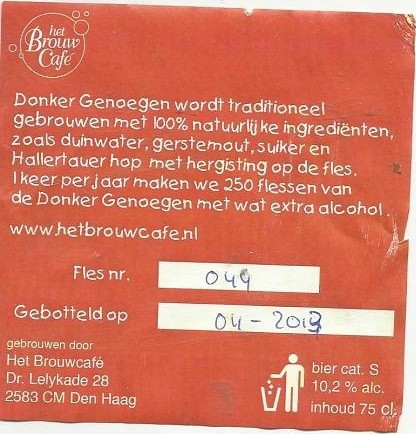 het
Brouw
Café
Donker Genoegen wordt traditioneel
gebrouwen met 100% natuurlijke ingrediënten,
zoals duinwater, gerstemout, suiker en
Hallertauer hop met hergisting op de fles.
1 keer per jaar maken we 250 flessen van
de Donker Genoegen met wat extra alcohol.
www.hetbrouwcafe.nl
Fles nr. 049
Gebotteld op 04-2013
gebrouwen door
Het Brouwcafé
Dr. Lelykade 28
2583 CM Den Haag
bier cat. S
10,2 % alc.
inhoud 75 cl.